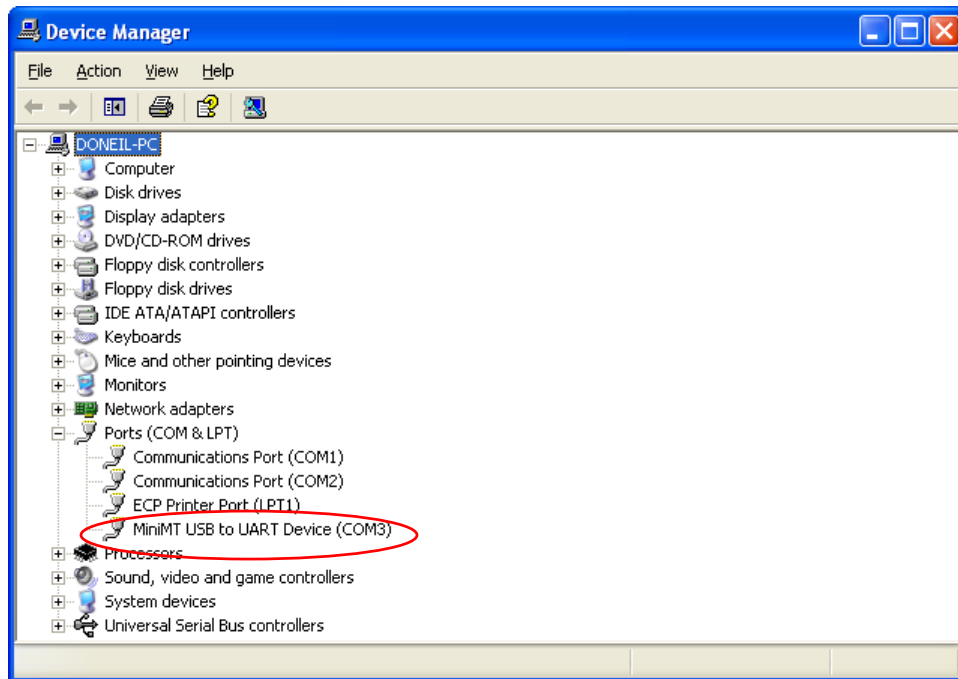 Device Manager
File Action View Help
DONEIL-PC
Computer
Disk drives
Display adapters
DVD/CD-ROM drives
Floppy disk controllers
Floppy disk drives
IDE ATA/ATAPI controllers
Keyboards
Mice and other pointing devices
Monitors
Network adapters
Ports (COM & LPT)
Communications Port (COM1)
Communications Port (COM2)
ECP Printer Port (LPT1)
MiniMT USB to UART Device (COM3)
Processors
Sound, video and game controllers
System devices
Universal Serial Bus controllers